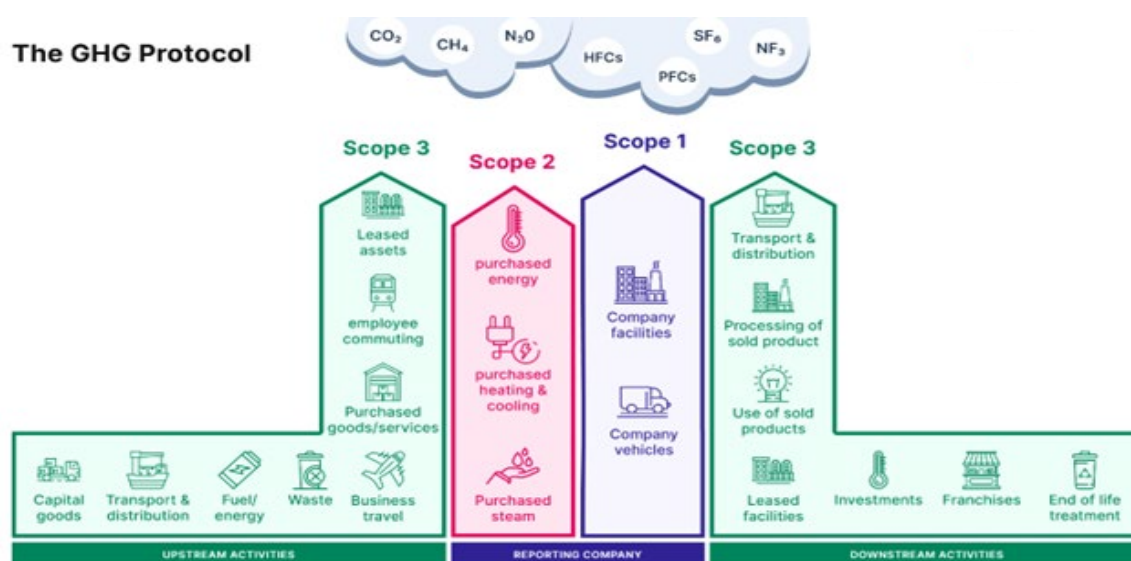 The GHG Protocol
CO₂
CH₄
N₂0
HFCs
PFCs
SF₆
NF₃
Scope 3
Leased
assets
employee
commuting
Purchased
goods/services
Capital
goods
Transport &
distribution
Fuel/
energy
Waste
Business
travel
UPSTREAM ACTIVITIES
Scope 2
purchased
energy
purchased
heating &
cooling
Purchased
steam
Scope 1
Company
facilities
Company
vehicles
REPORTING COMPANY
Scope 3
Transport &
distribution
Processing of
sold product
Use of sold
products
Leased
facilities
Investments
Franchises
End of life
treatment
DOWNSTREAM ACTIVITIES